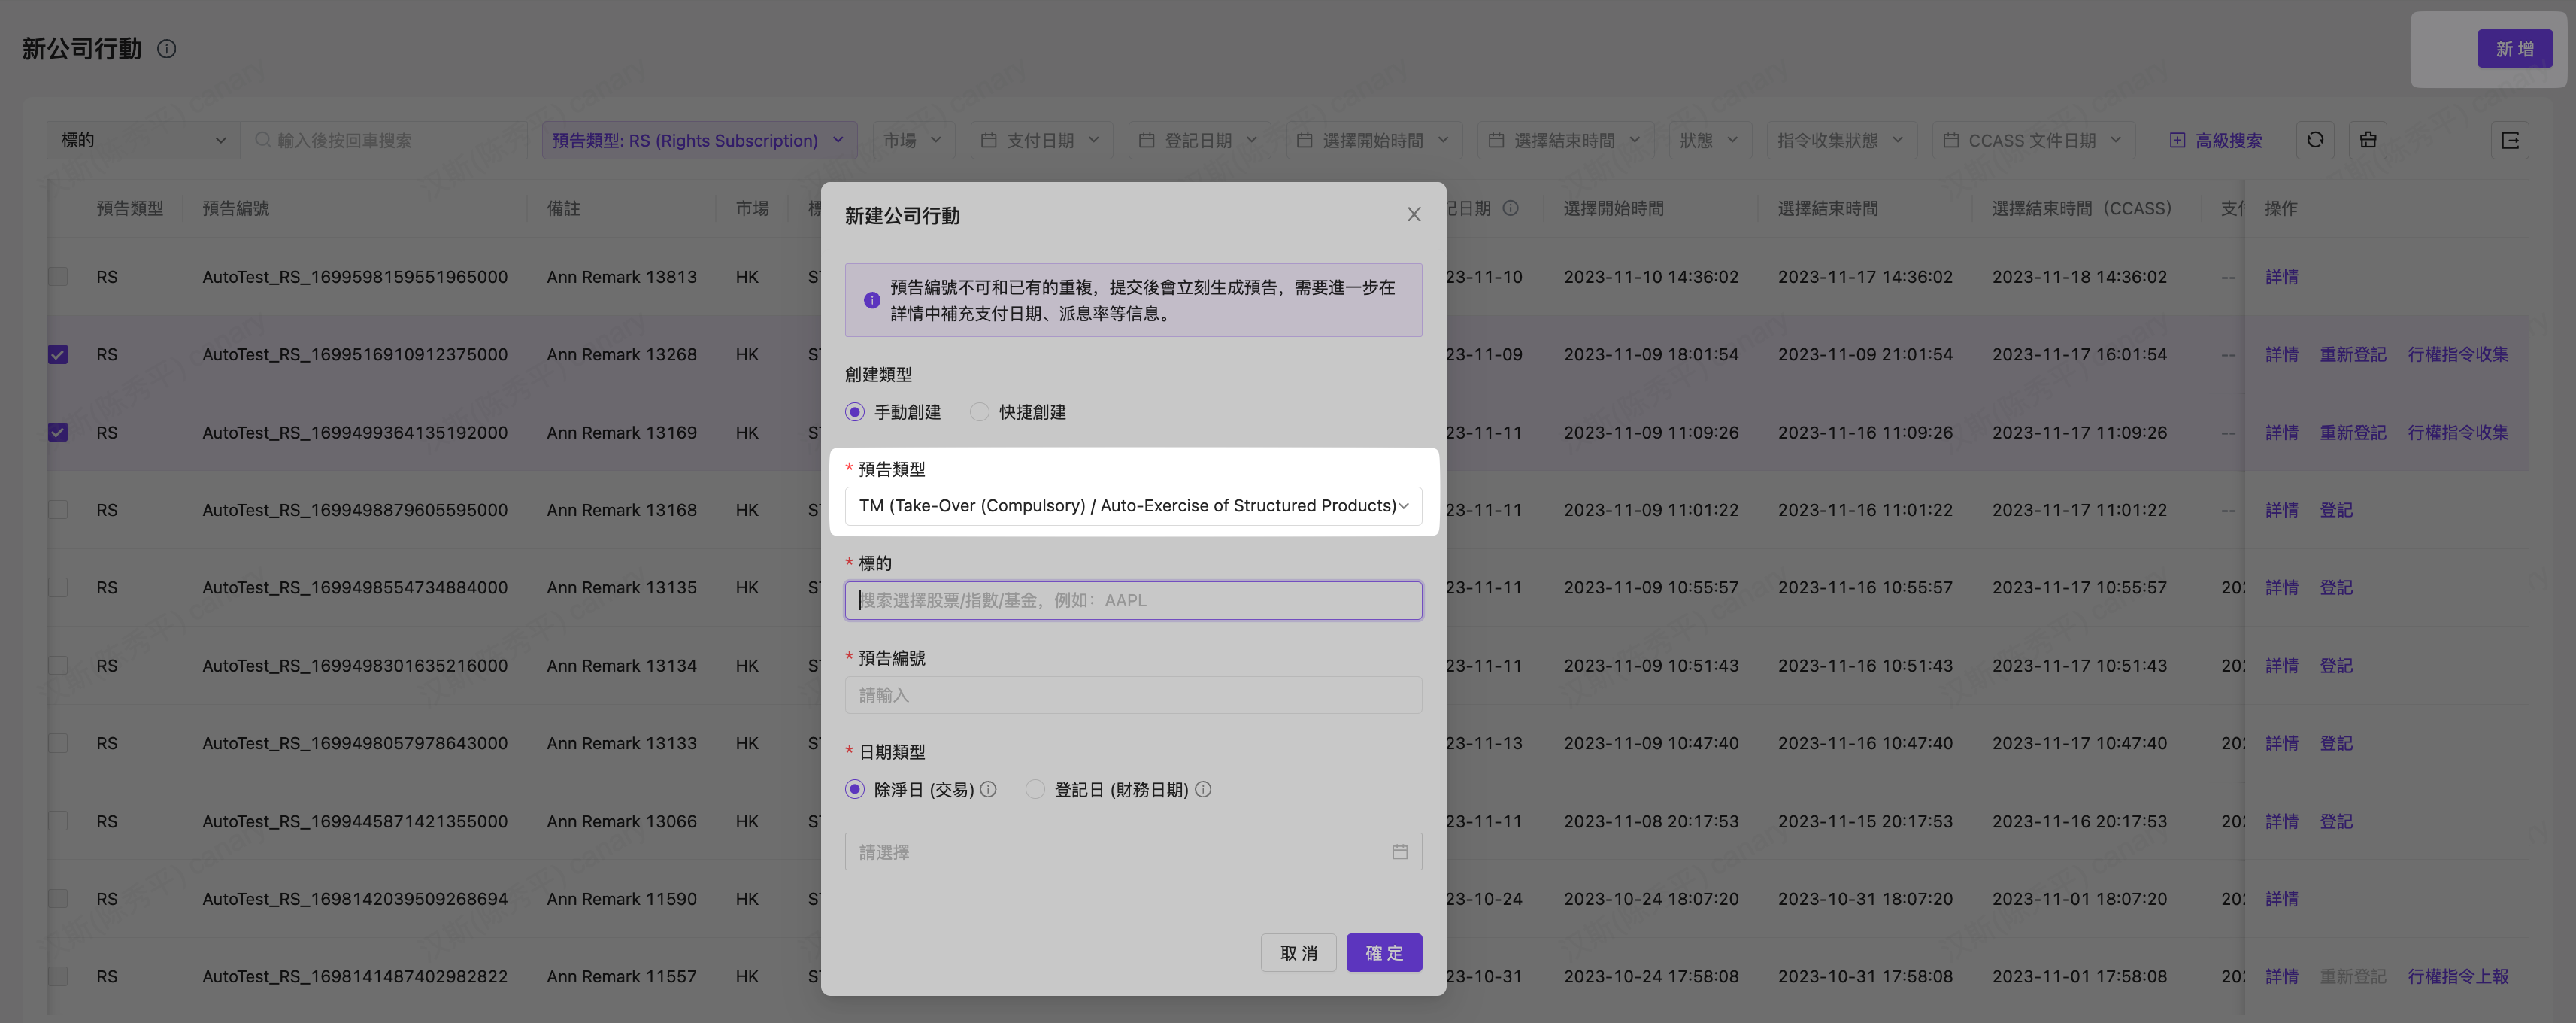 新公司行動
新 增
標的 輸入後按回車搜索 預告類型: RS (Rights Subscription) 市場 支付日期 登記日期 選擇開始時間 選擇結束時間 狀態 指令收集狀態 CCASS 文件日期 高級搜索
預告類型 預告編號 備註 市場 日期 選擇開始時間 選擇結束時間 選擇結束時間（CCASS） 操作
RS AutoTest_RS_1699598159551965000 Ann Remark 13813 HK 23-11-10 2023-11-10 14:36:02 2023-11-17 14:36:02 2023-11-18 14:36:02 -- 詳情
RS AutoTest_RS_1699516910912375000 Ann Remark 13268 HK 23-11-09 2023-11-09 18:01:54 2023-11-09 21:01:54 2023-11-17 16:01:54 -- 詳情 重新登記 行權指令收集
RS AutoTest_RS_1699499364135192000 Ann Remark 13169 HK 23-11-11 2023-11-09 11:09:26 2023-11-16 11:09:26 2023-11-17 11:09:26 -- 詳情 重新登記 行權指令收集
RS AutoTest_RS_1699498879605595000 Ann Remark 13168 HK 23-11-11 2023-11-09 11:01:22 2023-11-16 11:01:22 2023-11-17 11:01:22 -- 詳情 登記
RS AutoTest_RS_1699498554734884000 Ann Remark 13135 HK 23-11-11 2023-11-09 10:55:57 2023-11-16 10:55:57 2023-11-17 10:55:57 詳情 登記
RS AutoTest_RS_1699498301635216000 Ann Remark 13134 HK 23-11-11 2023-11-09 10:51:43 2023-11-16 10:51:43 2023-11-17 10:51:43 詳情 登記
RS AutoTest_RS_1699498057978643000 Ann Remark 13133 HK 23-11-13 2023-11-09 10:47:40 2023-11-16 10:47:40 2023-11-17 10:47:40 詳情 登記
RS AutoTest_RS_1699445871421355000 Ann Remark 13066 HK 23-11-11 2023-11-08 20:17:53 2023-11-15 20:17:53 2023-11-16 20:17:53 詳情 登記
RS AutoTest_RS_1698142039509268694 Ann Remark 11590 HK 23-10-24 2023-10-24 18:07:20 2023-10-31 18:07:20 2023-11-01 18:07:20 詳情
RS AutoTest_RS_1698141487402982822 Ann Remark 11557 HK 23-10-31 2023-10-24 17:58:08 2023-10-31 17:58:08 2023-11-01 17:58:08 詳情 重新登記 行權指令上報
新建公司行動
預告編號不可和已有的重複，提交後會立刻生成預告，需要進一步在
詳情中補充支付日期、派息率等信息。
創建類型
手動創建 快捷創建
* 預告類型
TM (Take-Over (Compulsory) / Auto-Exercise of Structured Products)
* 標的
搜索選擇股票/指數/基金，例如：AAPL
* 預告編號
請輸入
* 日期類型
除淨日 (交易) 登記日 (財務日期)
請選擇
取 消 確 定